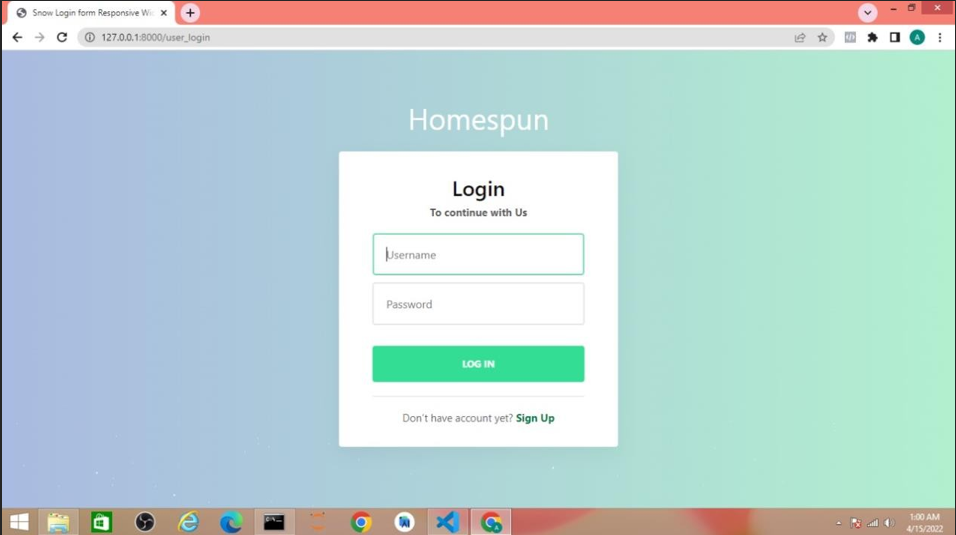 Snow Login form Responsive Wi
127.0.0.1:8000/user_login
A
Homespun
Login
To continue with Us
Username
Password
LOG IN
Don't have account yet? Sign Up
1:00 AM
4/15/2022